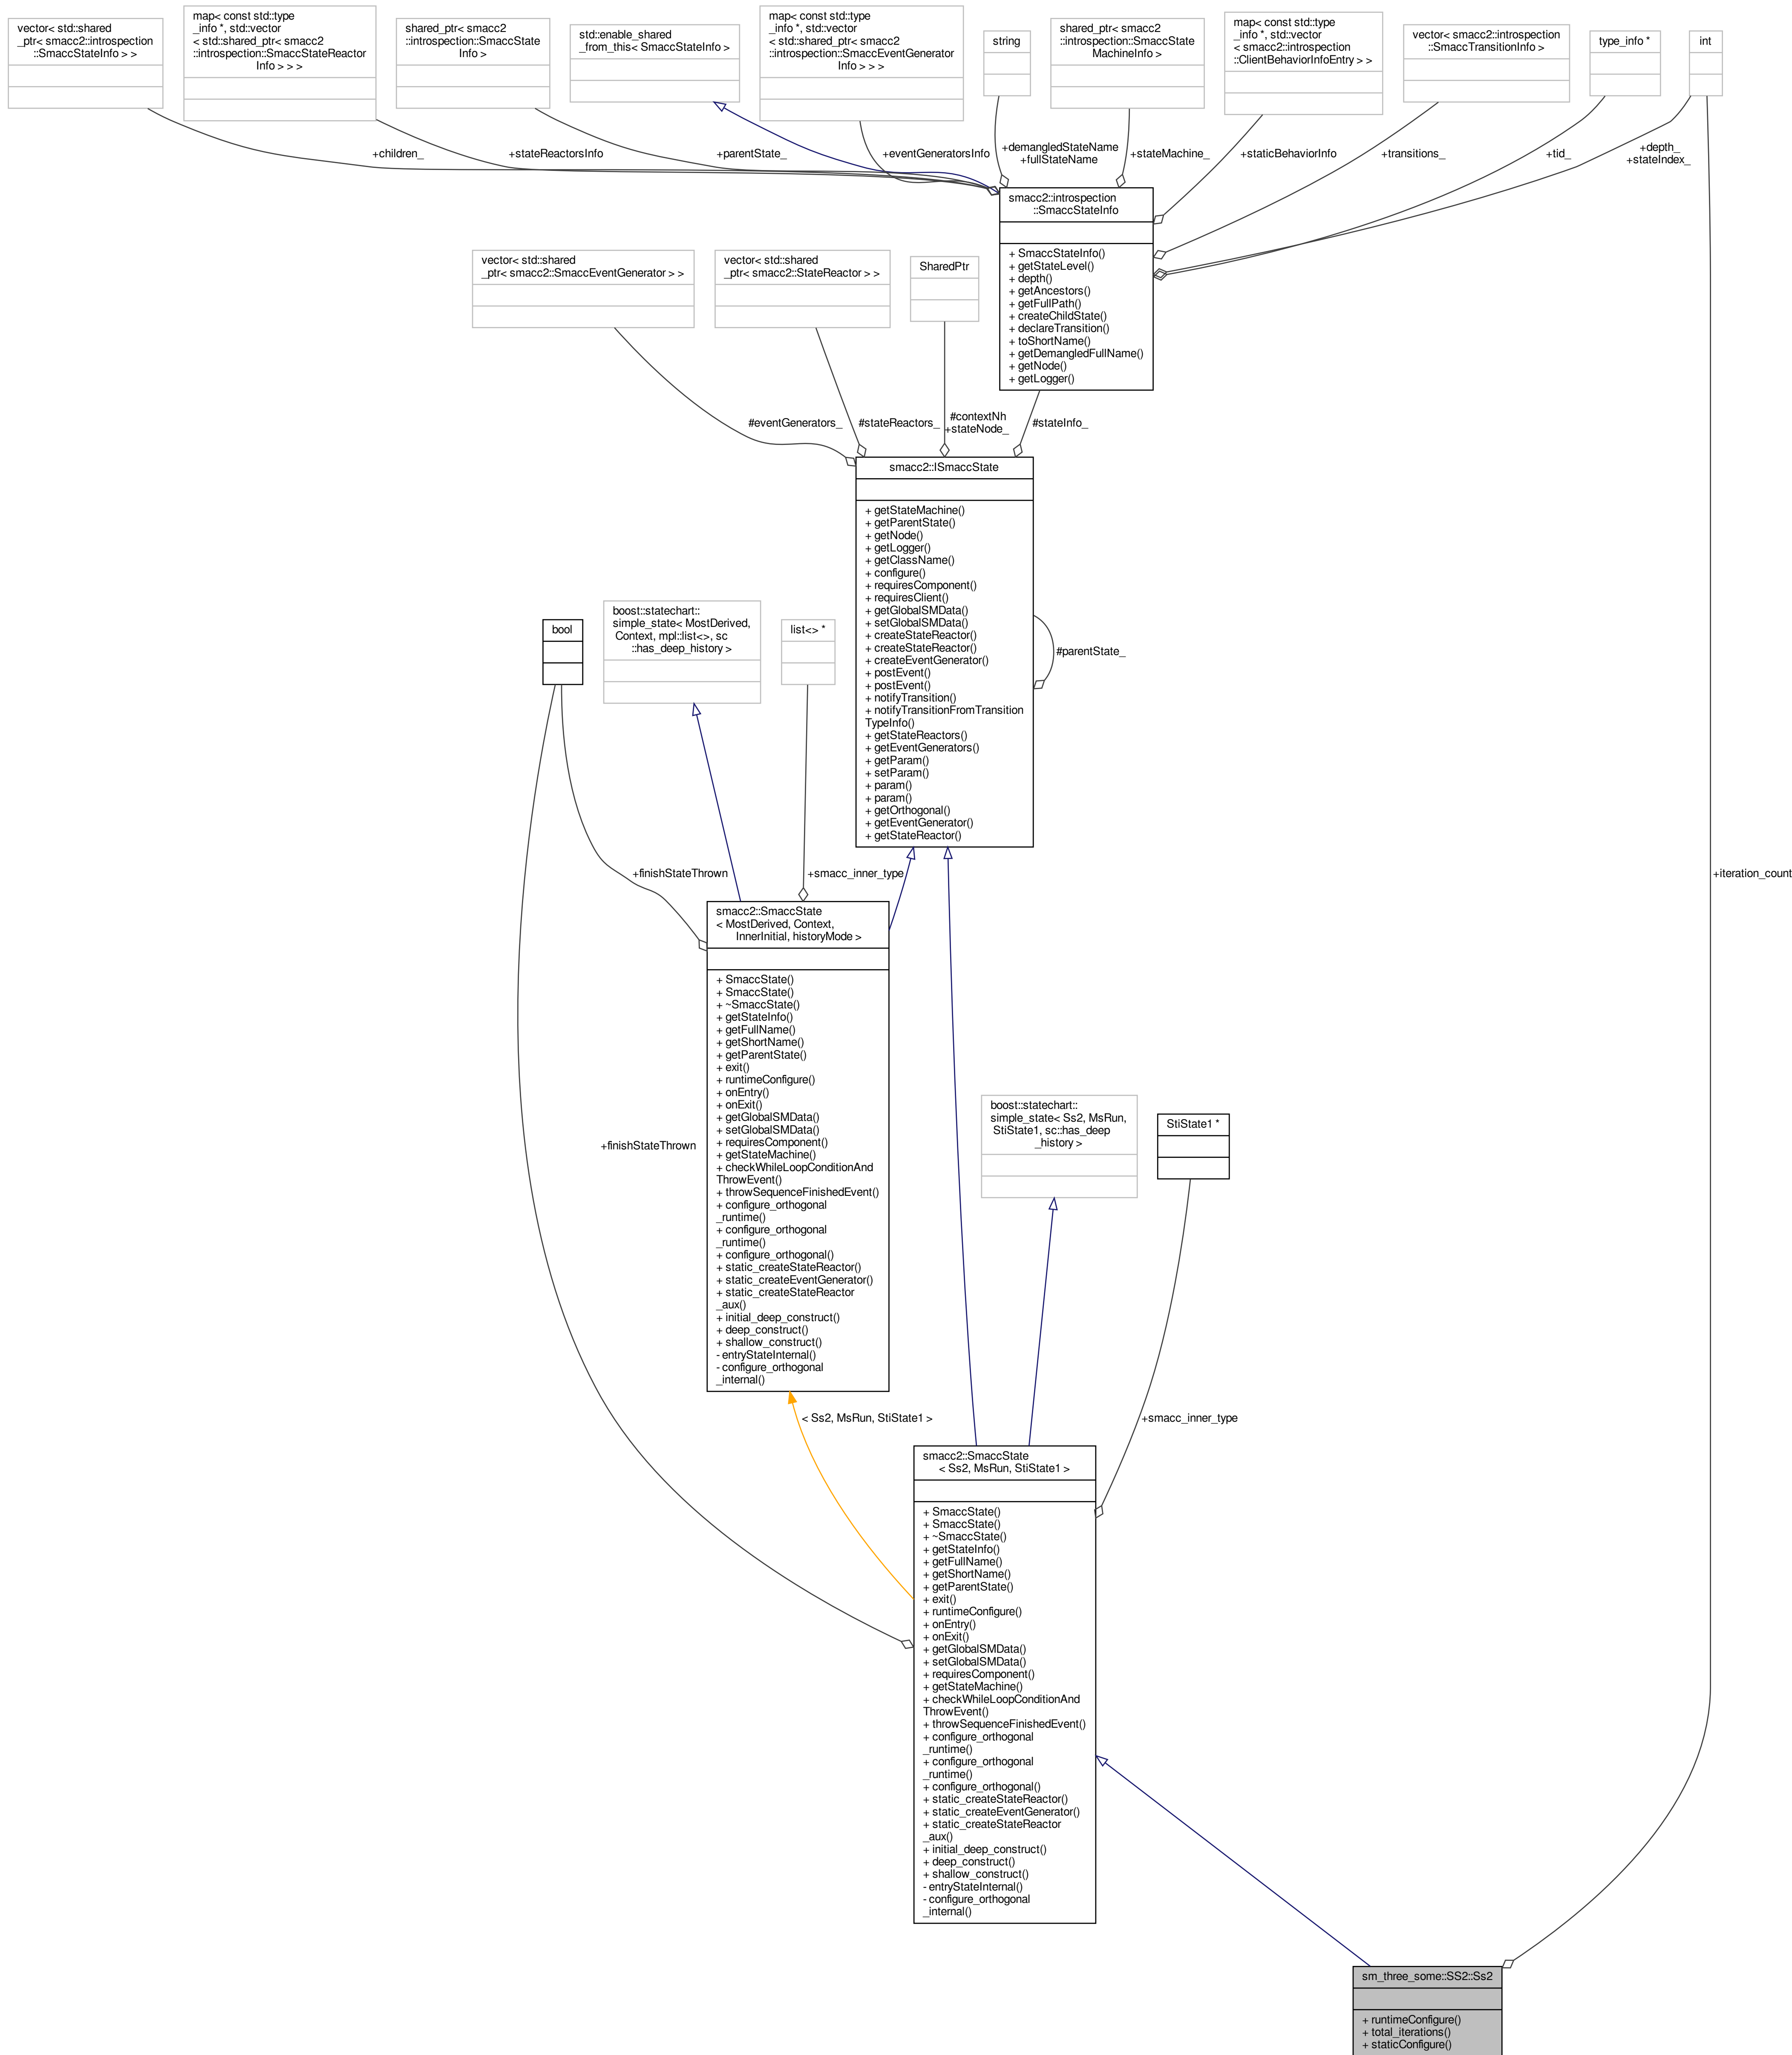 vector< std::shared
_ptr< smacc2::introspection
::SmaccStateInfo > >
map< const std::type
_info *, std::vector
< std::shared_ptr< smacc2
::introspection::SmaccStateReactor
Info > > >
shared_ptr< smacc2
::introspection::SmaccState
Info >
std::enable_shared
_from_this< SmaccStateInfo >
map< const std::type
_info *, std::vector
< std::shared_ptr< smacc2
::introspection::SmaccEventGenerator
Info > > >
string
shared_ptr< smacc2
::introspection::SmaccState
MachineInfo >
map< const std::type
_info *, std::vector
< smacc2::introspection
::ClientBehaviorInfoEntry > >
vector< smacc2::introspection
::SmaccTransitionInfo >
type_info *
int
+children_
+stateReactorsInfo
+parentState_
+eventGeneratorsInfo
+demangledStateName
+fullStateName
+stateMachine_
+staticBehaviorInfo
+transitions_
+tid_
+depth_
+stateIndex_
smacc2::introspection
::SmaccStateInfo
+ SmaccStateInfo()
+ getStateLevel()
+ depth()
+ getAncestors()
+ getFullPath()
+ createChildState()
+ declareTransition()
+ toShortName()
+ getDemangledFullName()
+ getNode()
+ getLogger()
vector< std::shared
_ptr< smacc2::SmaccEventGenerator > >
vector< std::shared
_ptr< smacc2::StateReactor > >
SharedPtr
#eventGenerators_
#stateReactors_
#contextNh
+stateNode_
#stateInfo_
smacc2::ISmaccState
+ getStateMachine()
+ getParentState()
+ getNode()
+ getLogger()
+ getClassName()
+ configure()
+ requiresComponent()
+ requiresClient()
+ getGlobalSMData()
+ setGlobalSMData()
+ createStateReactor()
+ createStateReactor()
+ createEventGenerator()
+ postEvent()
+ postEvent()
+ notifyTransition()
+ notifyTransitionFromTransition
TypeInfo()
+ getStateReactors()
+ getEventGenerators()
+ getParam()
+ setParam()
+ param()
+ param()
+ getOrthogonal()
+ getEventGenerator()
+ getStateReactor()
#parentState_
bool
boost::statechart::
simple_state< MostDerived,
Context, mpl::list<>, sc
::has_deep_history >
list<> *
+finishStateThrown
+smacc_inner_type
+iteration_count
smacc2::SmaccState
< MostDerived, Context,
InnerInitial, historyMode >
+ SmaccState()
+ SmaccState()
+ ~SmaccState()
+ getStateInfo()
+ getFullName()
+ getShortName()
+ getParentState()
+ exit()
+ runtimeConfigure()
+ onEntry()
+ onExit()
+ getGlobalSMData()
+ setGlobalSMData()
+ requiresComponent()
+ getStateMachine()
+ checkWhileLoopConditionAnd
ThrowEvent()
+ throwSequenceFinishedEvent()
+ configure_orthogonal
_runtime()
+ configure_orthogonal
_runtime()
+ configure_orthogonal()
+ static_createStateReactor()
+ static_createEventGenerator()
+ static_createStateReactor
_aux()
+ initial_deep_construct()
+ deep_construct()
+ shallow_construct()
- entryStateInternal()
- configure_orthogonal
_internal()
+finishStateThrown
boost::statechart::
simple_state< Ss2, MsRun,
StiState1, sc::has_deep
_history >
StiState1 *
< Ss2, MsRun, StiState1 >
+smacc_inner_type
smacc2::SmaccState
< Ss2, MsRun, StiState1 >
+ SmaccState()
+ SmaccState()
+ ~SmaccState()
+ getStateInfo()
+ getFullName()
+ getShortName()
+ getParentState()
+ exit()
+ runtimeConfigure()
+ onEntry()
+ onExit()
+ getGlobalSMData()
+ setGlobalSMData()
+ requiresComponent()
+ getStateMachine()
+ checkWhileLoopConditionAnd
ThrowEvent()
+ throwSequenceFinishedEvent()
+ configure_orthogonal
_runtime()
+ configure_orthogonal
_runtime()
+ configure_orthogonal()
+ static_createStateReactor()
+ static_createEventGenerator()
+ static_createStateReactor
_aux()
+ initial_deep_construct()
+ deep_construct()
+ shallow_construct()
- entryStateInternal()
- configure_orthogonal
_internal()
sm_three_some::SS2::Ss2
+ runtimeConfigure()
+ total_iterations()
+ staticConfigure()